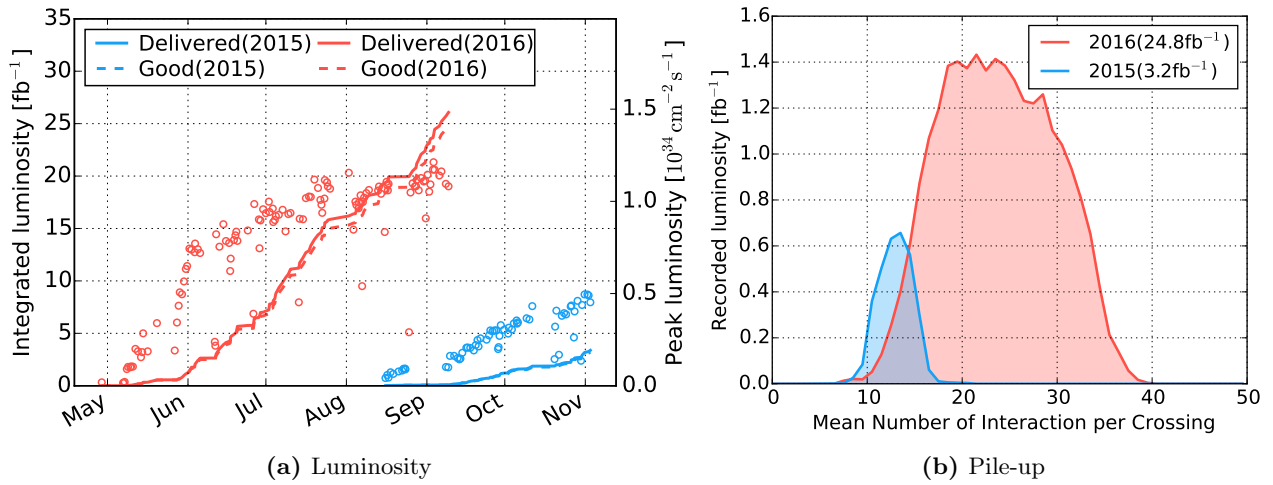 35
30
25
20
15
10
5
0
Integrated luminosity [fb⁻¹]
Delivered(2015)
Delivered(2016)
Good(2015)
Good(2016)
May
Jun
Jul
Aug
Sep
Oct
Nov
1.5
1.0
0.5
0.0
Peak luminosity [10³⁴ cm⁻² s⁻¹]
(a) Luminosity
1.6
1.4
1.2
1.0
0.8
0.6
0.4
0.2
0.0
Recorded luminosity [fb⁻¹]
2016(24.8fb⁻¹)
2015(3.2fb⁻¹)
0
10
20
30
40
50
Mean Number of Interaction per Crossing
(b) Pile-up